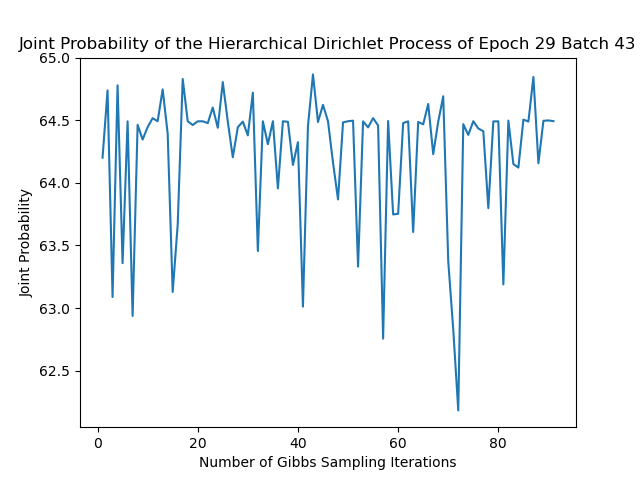 Joint Probability of the Hierarchical Dirichlet Process of Epoch 29 Batch 43
65.0
64.5
64.0
63.5
63.0
62.5
Joint Probability
0 20 40 60 80
Number of Gibbs Sampling Iterations